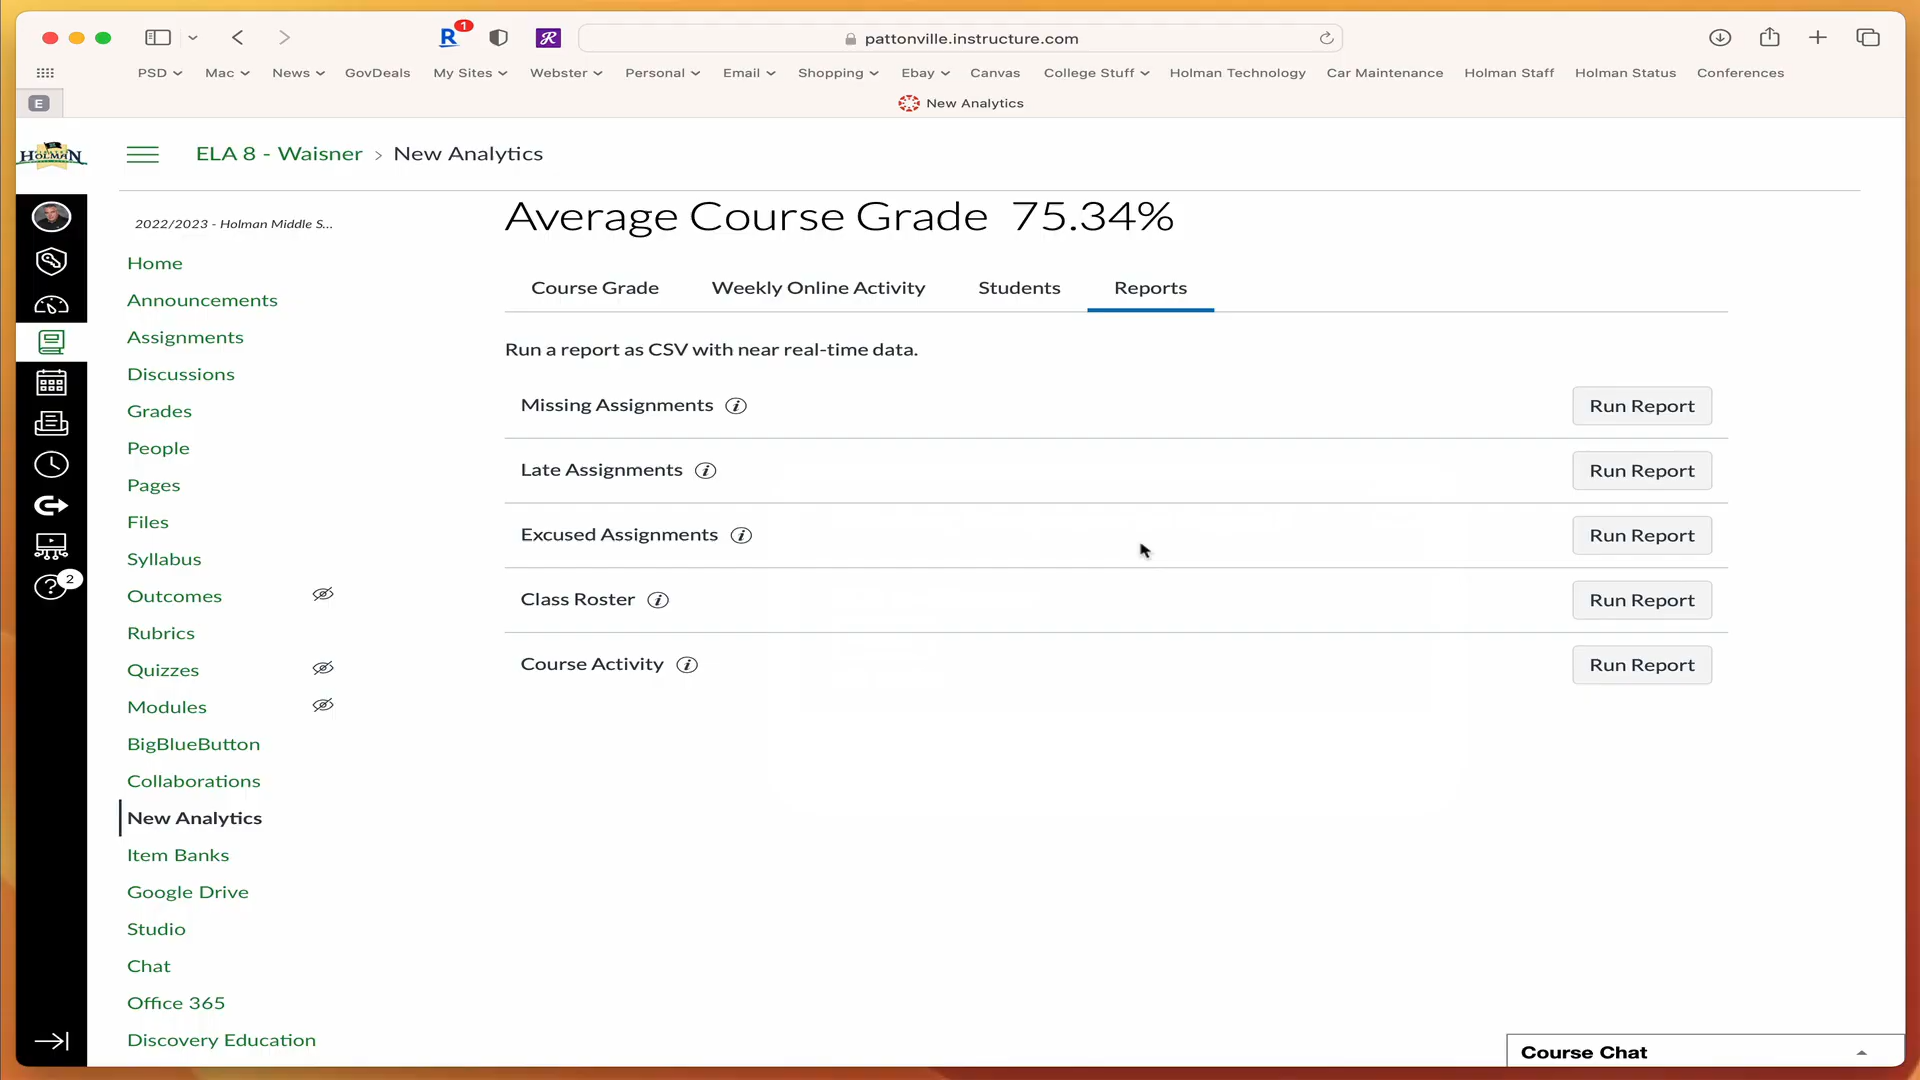 R 1
pattonville.instructure.com
PSD Mac News GovDeals My Sites Webster Personal Email Shopping Ebay Canvas College Stuff Holman Technology Car Maintenance Holman Staff Holman Status Conferences
E
New Analytics
HOLMAN
ELA 8 - Waisner > New Analytics
2022/2023 - Holman Middle S...
Home
Announcements
Assignments
Discussions
Grades
People
Pages
Files
Syllabus
Outcomes
Rubrics
Quizzes
Modules
BigBlueButton
Collaborations
New Analytics
Item Banks
Google Drive
Studio
Chat
Office 365
Discovery Education
2
Average Course Grade 75.34%
Course Grade Weekly Online Activity Students Reports
Run a report as CSV with near real-time data.
Missing Assignments Run Report
Late Assignments Run Report
Excused Assignments Run Report
Class Roster Run Report
Course Activity Run Report
Course Chat